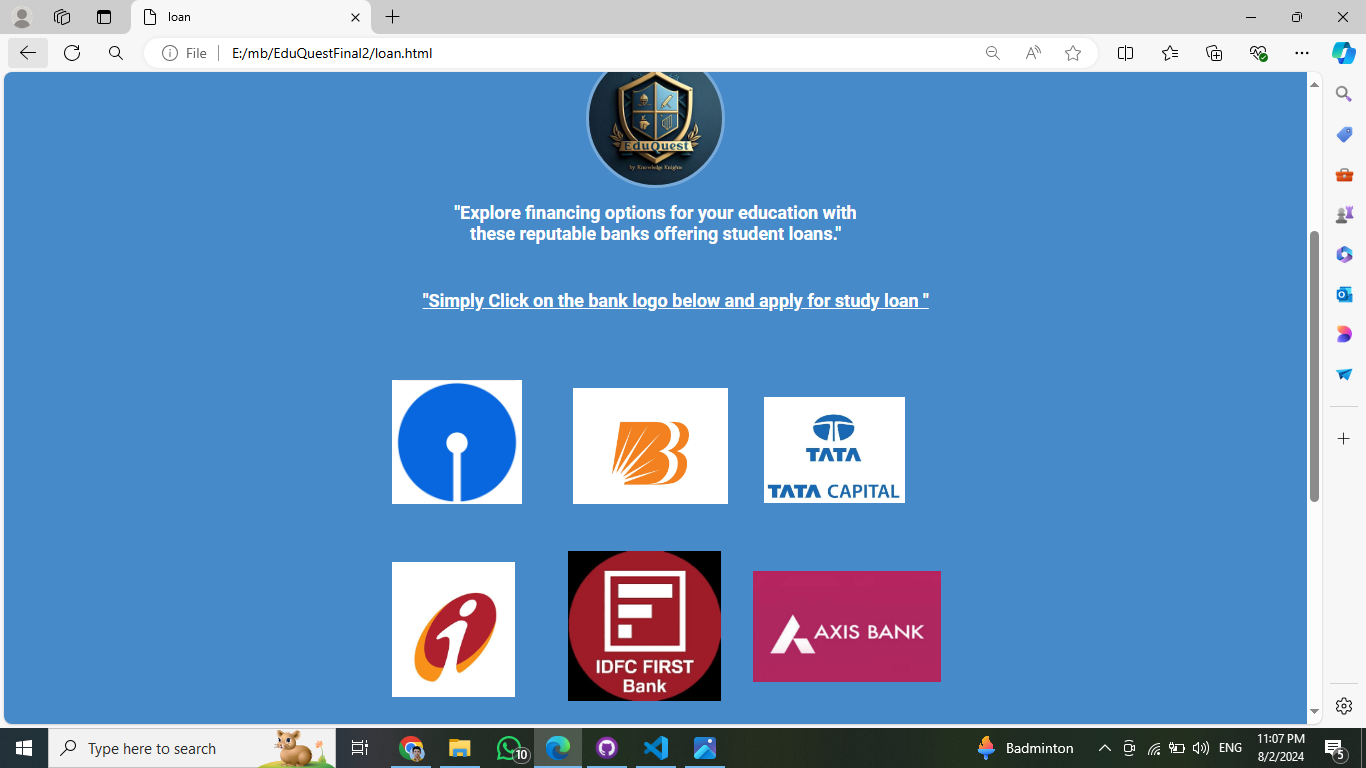 loan
File
E:/mb/EduQuestFinal2/loan.html
EduQuest
by Knowledge Knights
"Explore financing options for your education with
these reputable banks offering student loans."
"Simply Click on the bank logo below and apply for study loan "
TATA
TATA CAPITAL
IDFC FIRST
Bank
AXIS BANK
Type here to search
10
Badminton
ENG
11:07 PM
8/2/2024
5